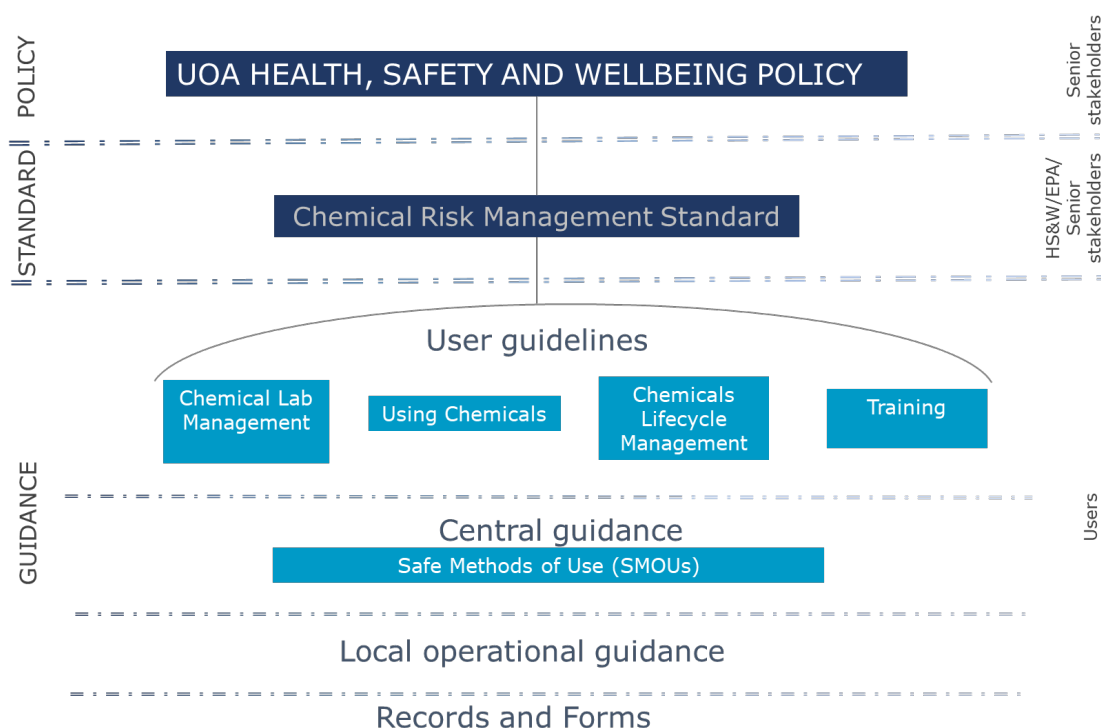 POLICY
UOA HEALTH, SAFETY AND WELLBEING POLICY
Senior
stakeholders
STANDARD
Chemical Risk Management Standard
HS&W/EPA/
Senior
stakeholders
User guidelines
Chemical Lab
Management
Using Chemicals
Chemicals
Lifecycle
Management
Training
GUIDANCE
Central guidance
Safe Methods of Use (SMOUs)
Users
Local operational guidance
Records and Forms